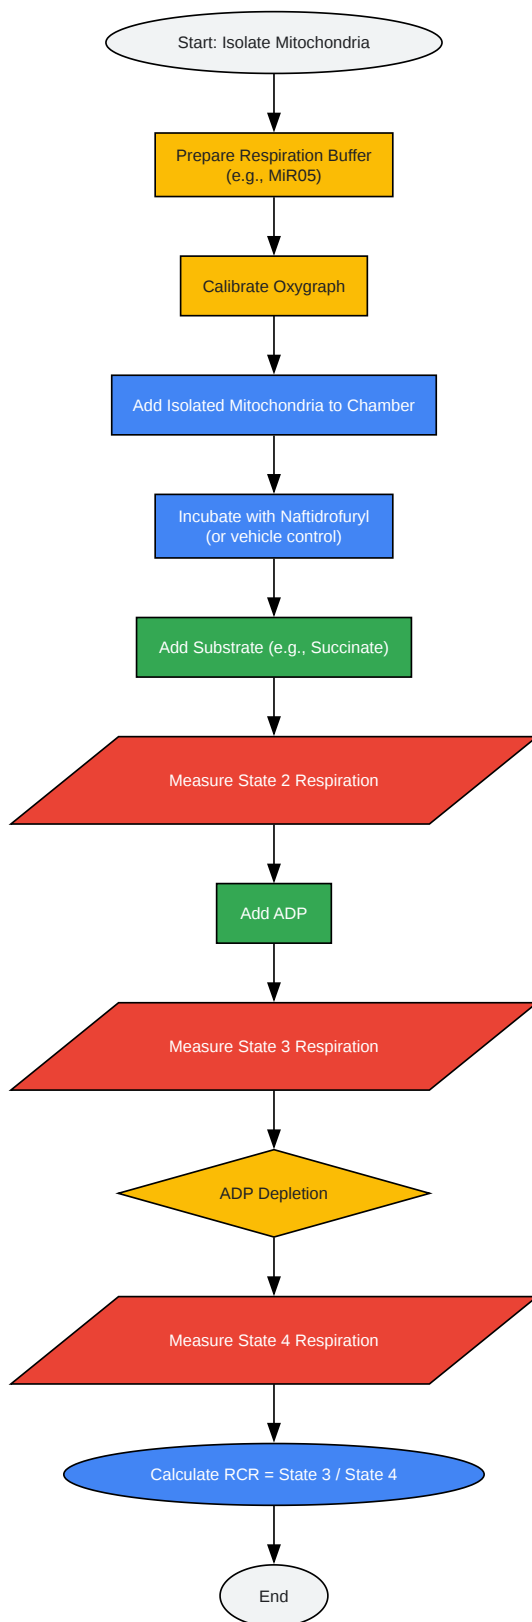 Start: Isolate Mitochondria
Prepare Respiration Buffer
(e.g., MiR05)
Calibrate Oxygraph
Add Isolated Mitochondria to Chamber
Incubate with Naftidrofuryl
(or vehicle control)
Add Substrate (e.g., Succinate)
Measure State 2 Respiration
Add ADP
Measure State 3 Respiration
ADP Depletion
Measure State 4 Respiration
Calculate RCR = State 3 / State 4
End